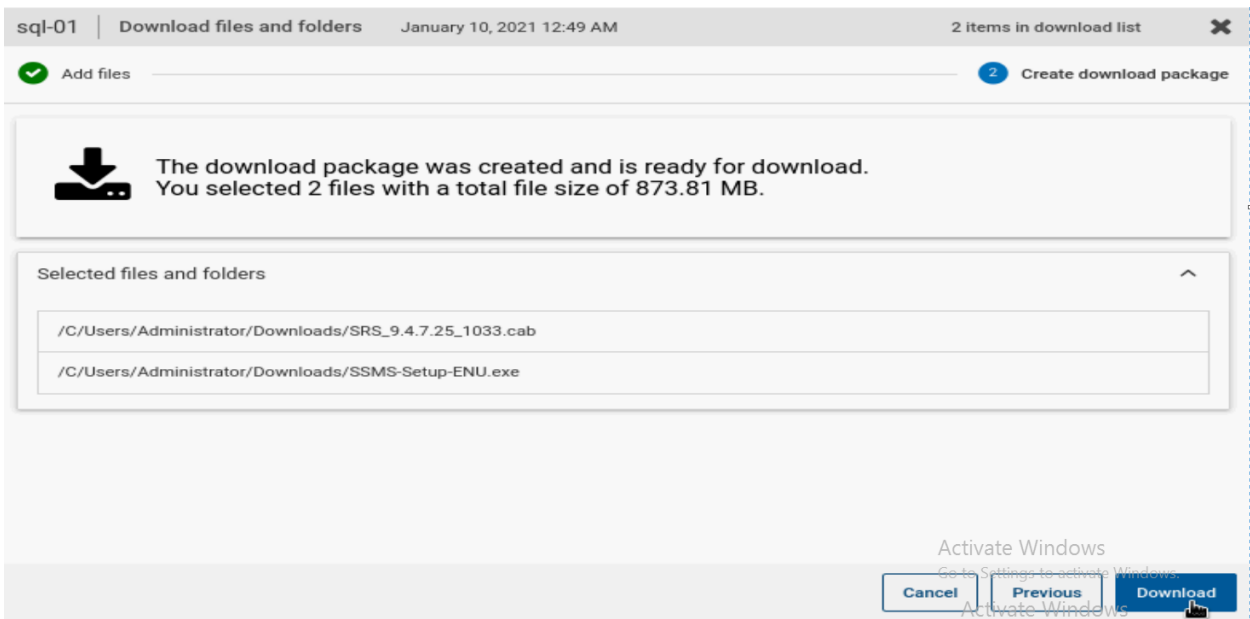 sql-01 Download files and folders January 10, 2021 12:49 AM 2 items in download list
Add files 2 Create download package
The download package was created and is ready for download.
You selected 2 files with a total file size of 873.81 MB.
Selected files and folders
/C/Users/Administrator/Downloads/SRS_9.4.7.25_1033.cab
/C/Users/Administrator/Downloads/SSMS-Setup-ENU.exe
Activate Windows
Go to Settings to activate Windows.
Cancel Previous Download
Activate Windows